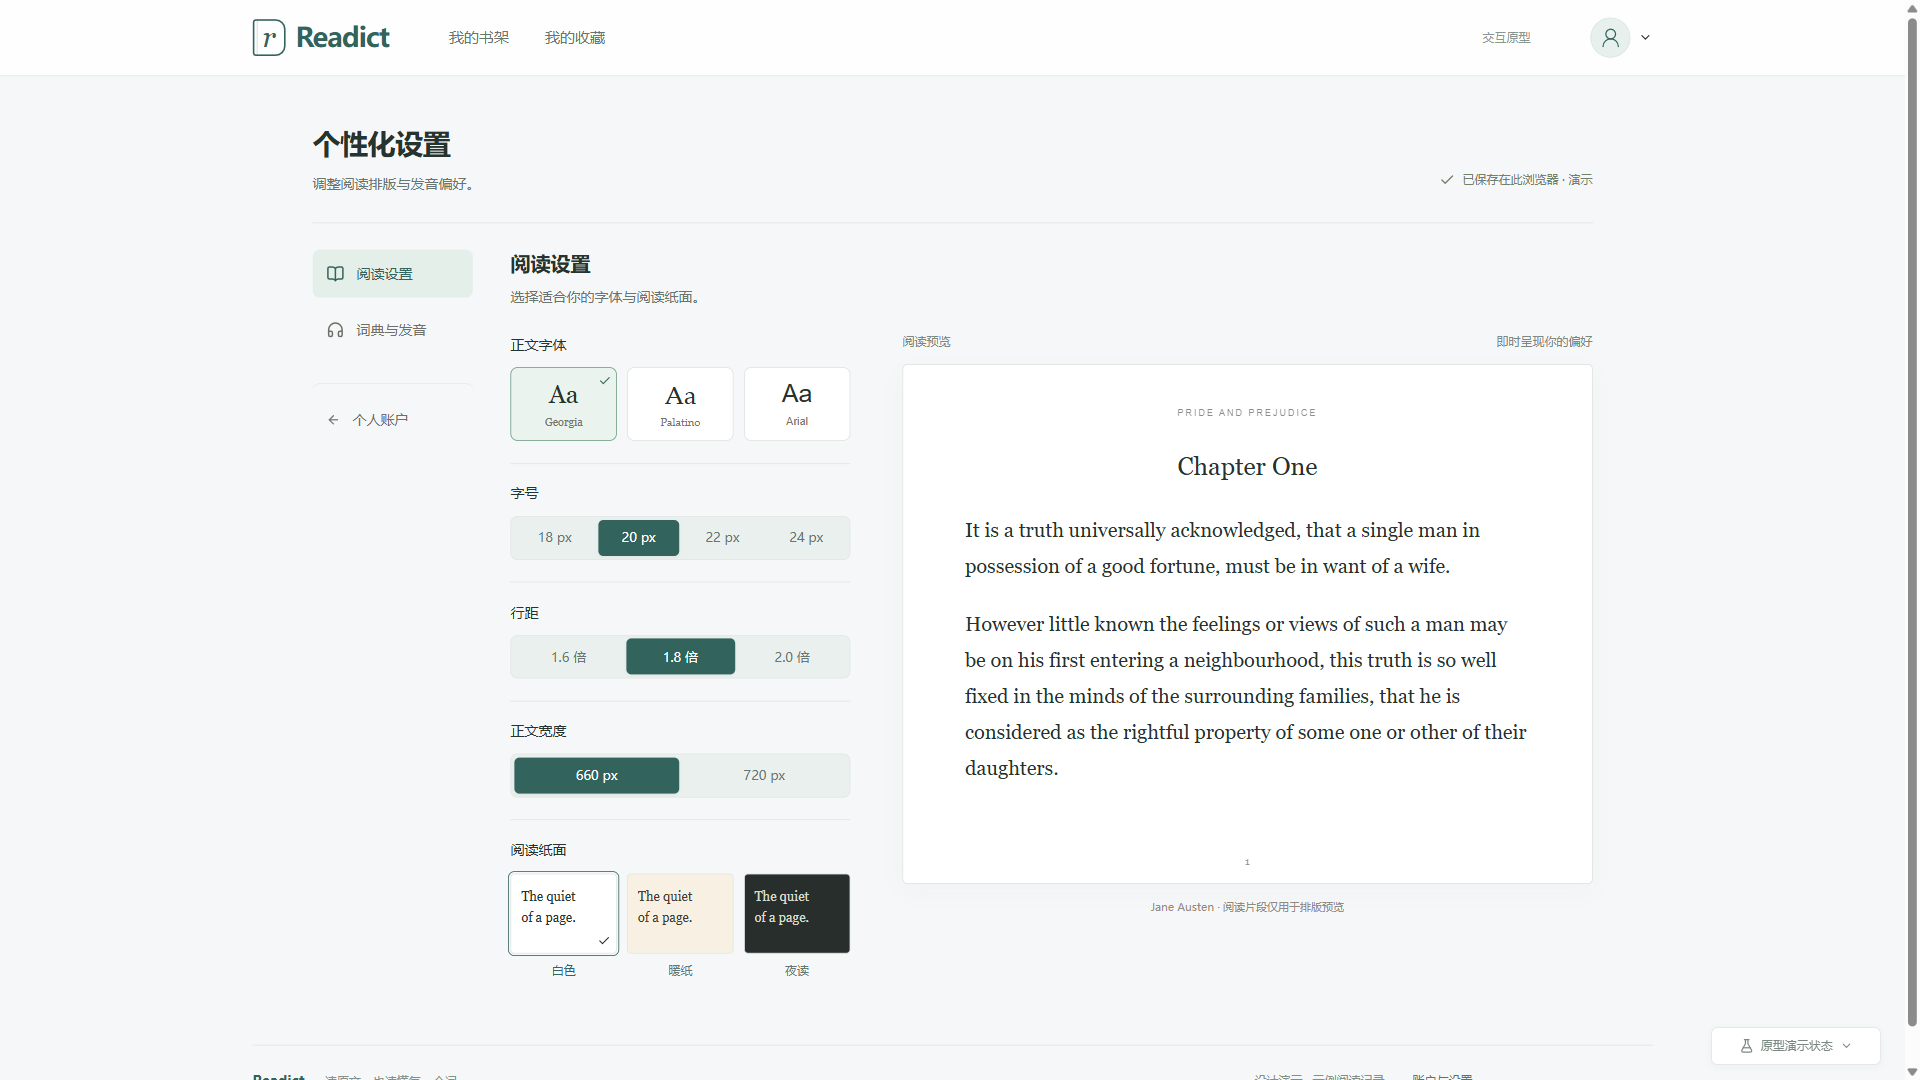 r Readict
我的书架
我的收藏
交互原型
个性化设置
调整阅读排版与发音偏好。
已保存在此浏览器 · 演示
阅读设置
词典与发音
个人账户
阅读设置
选择适合你的字体与阅读纸面。
正文字体
Aa
Georgia
Aa
Palatino
Aa
Arial
字号
18 px
20 px
22 px
24 px
行距
1.6 倍
1.8 倍
2.0 倍
正文宽度
660 px
720 px
阅读纸面
The quiet
of a page.
白色
The quiet
of a page.
暖纸
The quiet
of a page.
夜读
阅读预览
即时呈现你的偏好
PRIDE AND PREJUDICE
Chapter One
It is a truth universally acknowledged, that a single man in
possession of a good fortune, must be in want of a wife.
However little known the feelings or views of such a man may
be on his first entering a neighbourhood, this truth is so well
fixed in the minds of the surrounding families, that he is
considered as the rightful property of some one or other of their
daughters.
1
Jane Austen · 阅读片段仅用于排版预览
原型演示状态
Readict
账户与设置